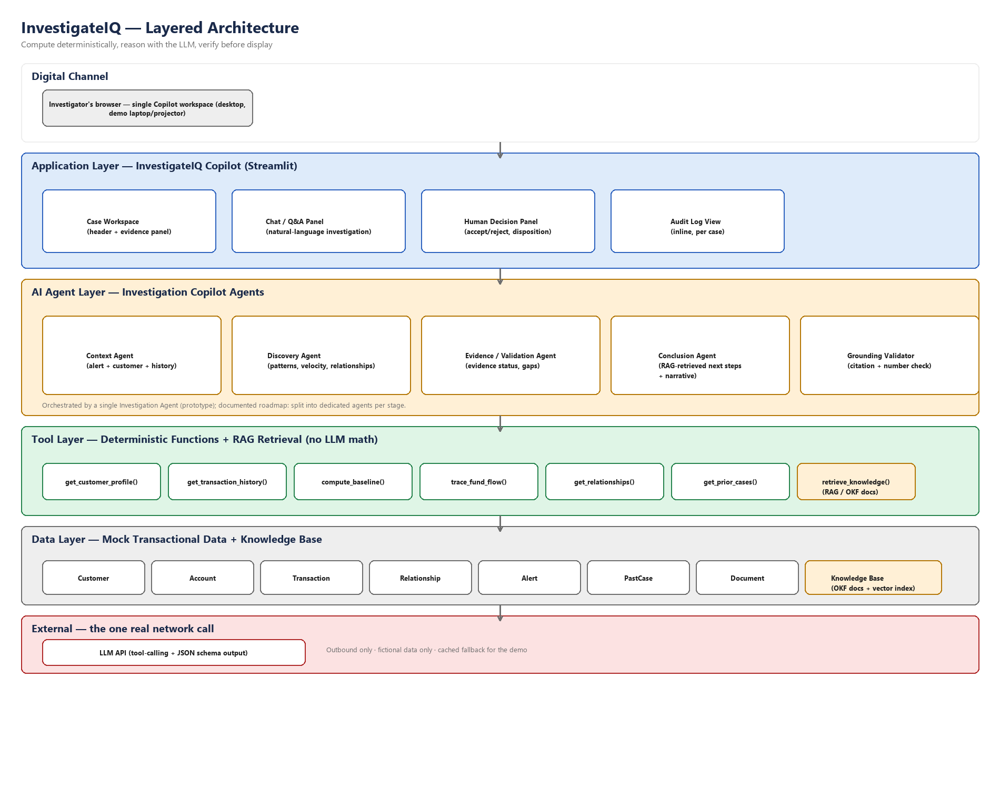 InvestigateIQ — Layered Architecture
Compute deterministically, reason with the LLM, verify before display
Digital Channel
Investigator's browser — single Copilot workspace (desktop,
demo laptop/projector)
Application Layer — InvestigateIQ Copilot (Streamlit)
Case Workspace
(header + evidence panel)
Chat / Q&A Panel
(natural-language investigation)
Human Decision Panel
(accept/reject, disposition)
Audit Log View
(inline, per case)
AI Agent Layer — Investigation Copilot Agents
Context Agent
(alert + customer + history)
Discovery Agent
(patterns, velocity, relationships)
Evidence / Validation Agent
(evidence status, gaps)
Conclusion Agent
(RAG-retrieved next steps
+ narrative)
Grounding Validator
(citation + number check)
Orchestrated by a single Investigation Agent (prototype); documented roadmap: split into dedicated agents per stage.
Tool Layer — Deterministic Functions + RAG Retrieval (no LLM math)
get_customer_profile()
get_transaction_history()
compute_baseline()
trace_fund_flow()
get_relationships()
get_prior_cases()
retrieve_knowledge()
(RAG / OKF docs)
Data Layer — Mock Transactional Data + Knowledge Base
Customer
Account
Transaction
Relationship
Alert
PastCase
Document
Knowledge Base
(OKF docs + vector index)
External — the one real network call
LLM API (tool-calling + JSON schema output)
Outbound only · fictional data only · cached fallback for the demo